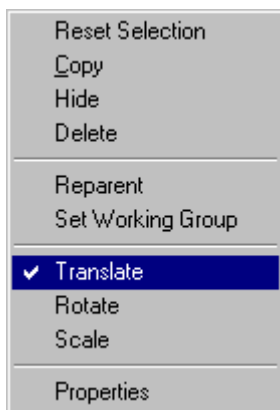 Reset Selection
Copy
Hide
Delete
Reparent
Set Working Group
Translate
Rotate
Scale
Properties